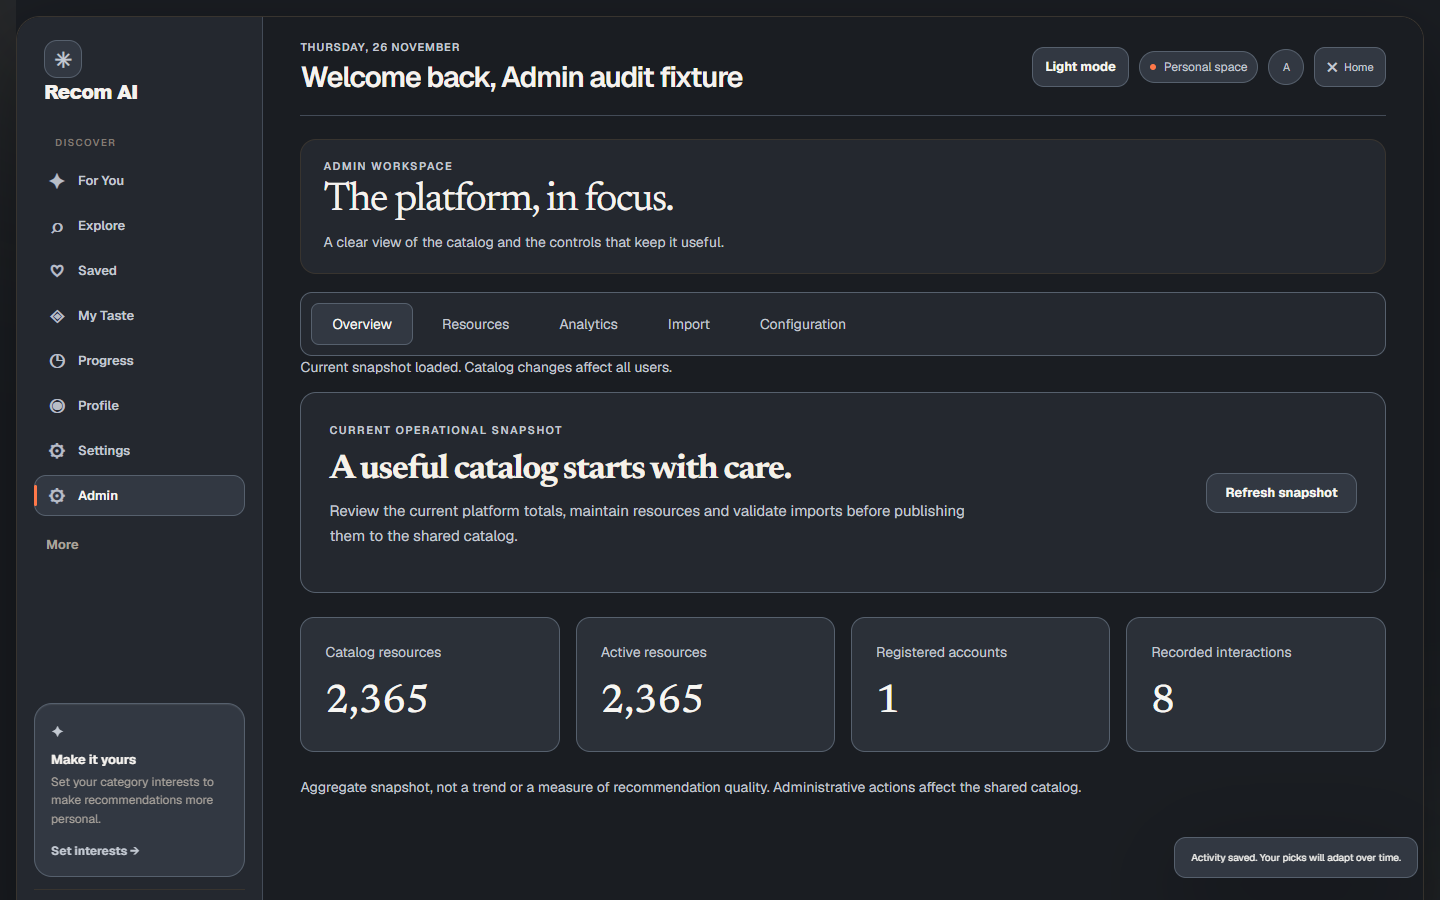 Recom AI
DISCOVER
For You
Explore
Saved
My Taste
Progress
Profile
Settings
Admin
More
Make it yours
Set your category interests to
make recommendations more
personal.
Set interests →
THURSDAY, 26 NOVEMBER
Welcome back, Admin audit fixture
Light mode
Personal space
A
Home
ADMIN WORKSPACE
The platform, in focus.
A clear view of the catalog and the controls that keep it useful.
Overview Resources Analytics Import Configuration
Current snapshot loaded. Catalog changes affect all users.
CURRENT OPERATIONAL SNAPSHOT
A useful catalog starts with care.
Review the current platform totals, maintain resources and validate imports before publishing
them to the shared catalog.
Refresh snapshot
Catalog resources
2,365
Active resources
2,365
Registered accounts
1
Recorded interactions
8
Aggregate snapshot, not a trend or a measure of recommendation quality. Administrative actions affect the shared catalog.
Activity saved. Your picks will adapt over time.